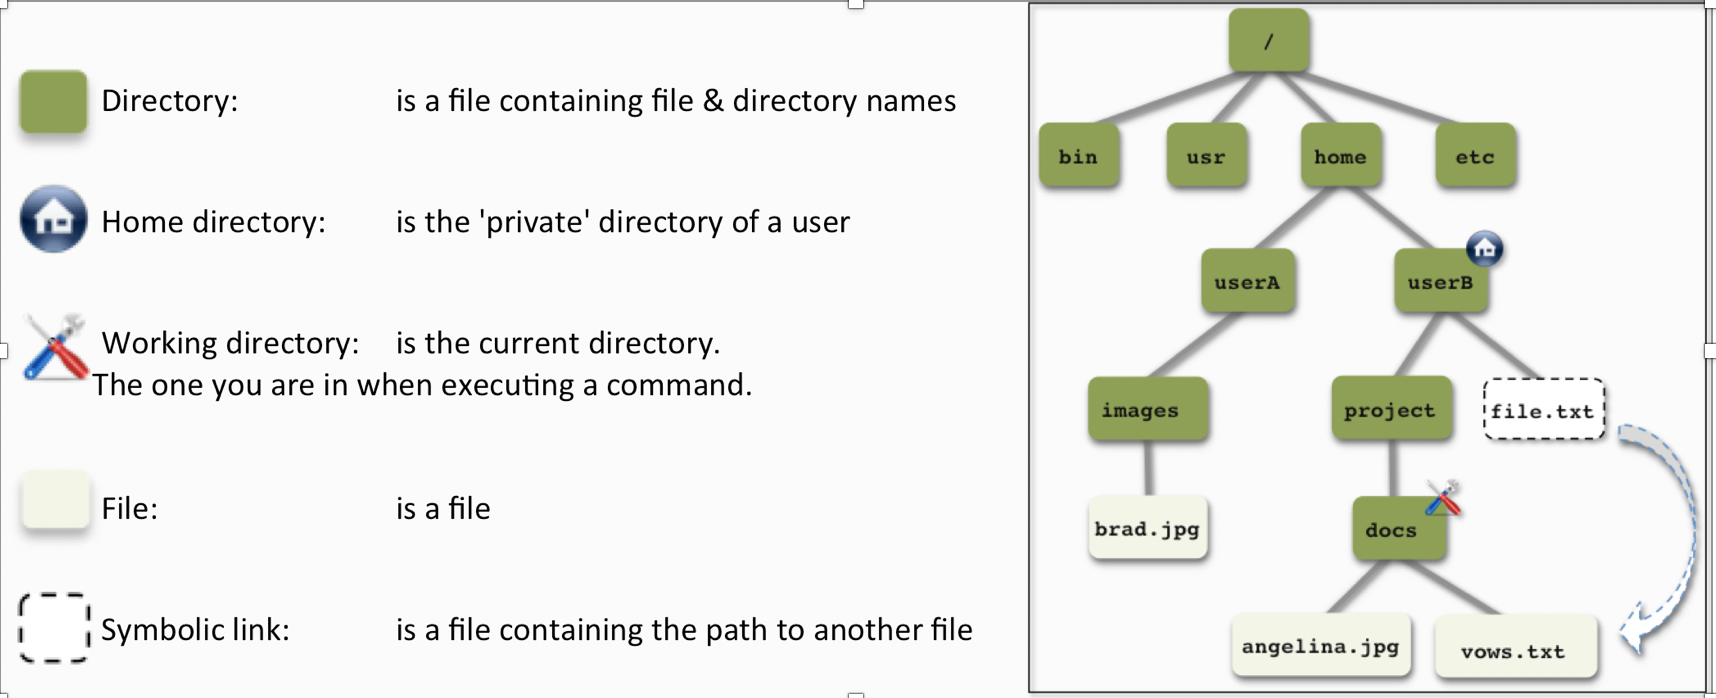 Directory: is a file containing file & directory names
Home directory: is the 'private' directory of a user
Working directory: is the current directory.
The one you are in when executing a command.
File: is a file
Symbolic link: is a file containing the path to another file
/
bin usr home etc
userA userB
images project file.txt
brad.jpg docs
angelina.jpg vows.txt